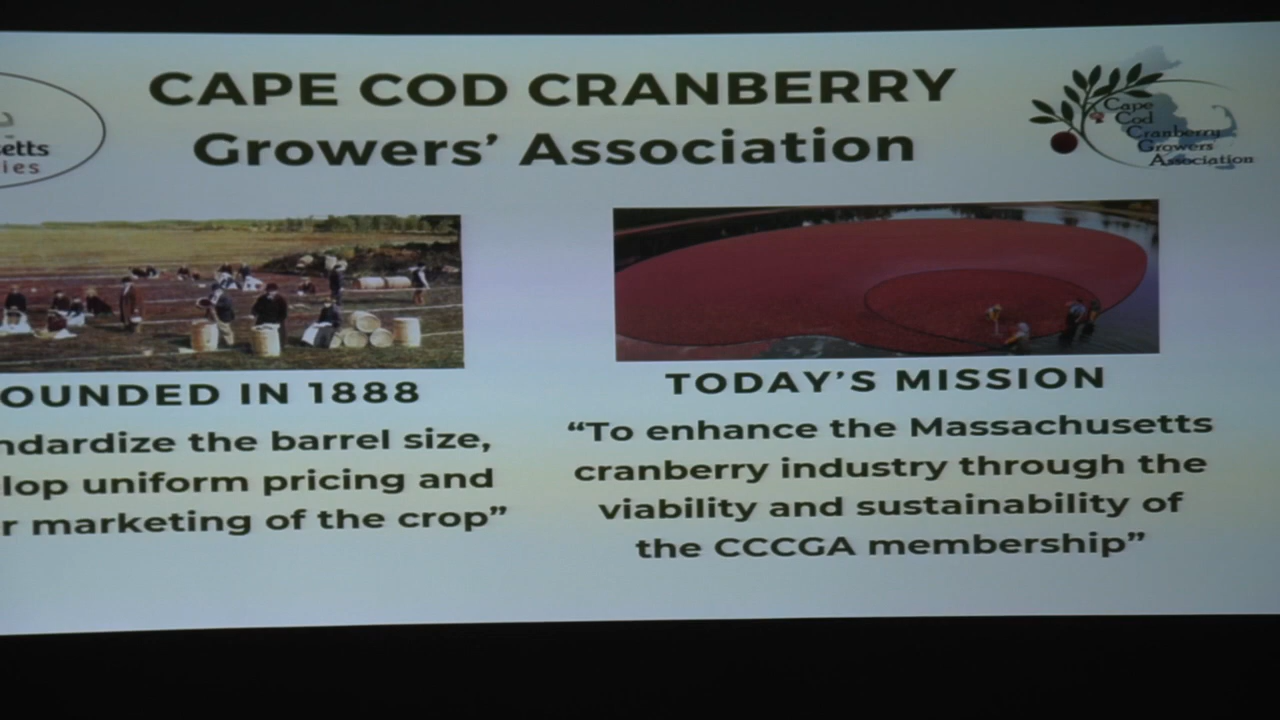 CAPE COD CRANBERRY
Growers' Association
Cape
Cod
Cranberry
Growers
Association
OUNDED IN 1888
ndardize the barrel size,
lop uniform pricing and
r marketing of the crop”
TODAY'S MISSION
“To enhance the Massachusetts
cranberry industry through the
viability and sustainability of
the CCCGA membership”
etts
ies